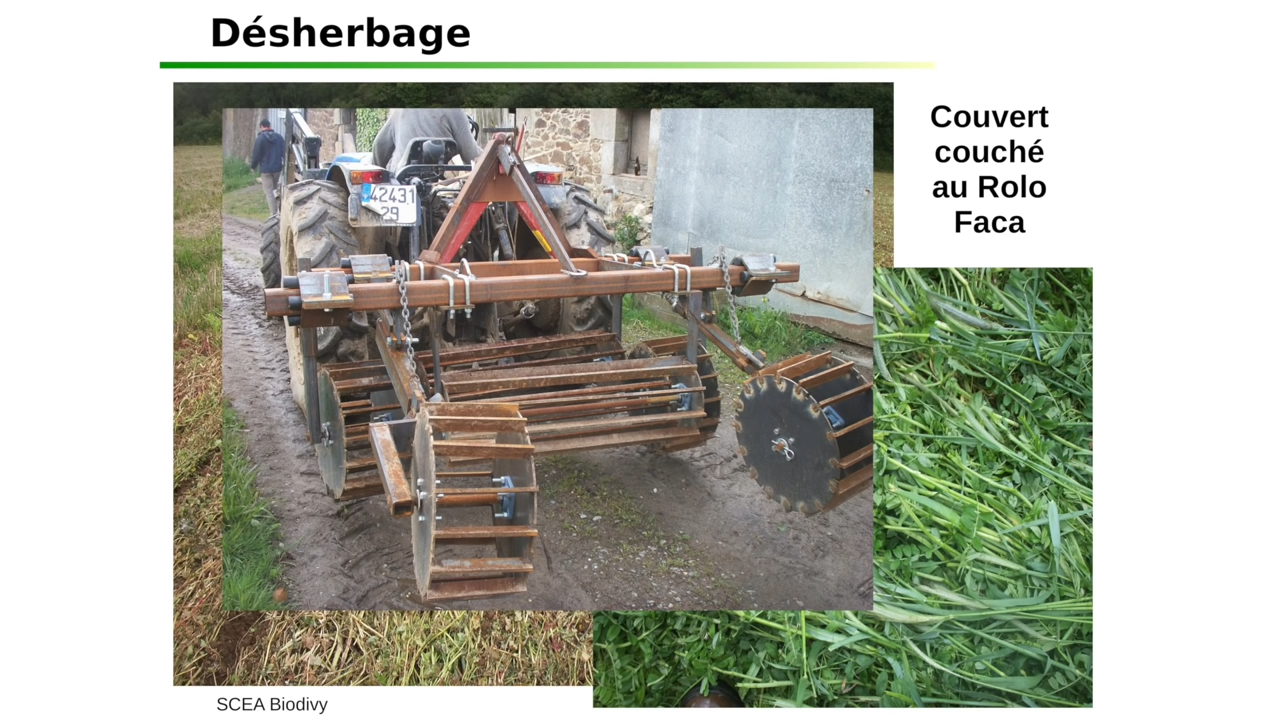 Désherbage
Couvert
couché
au Rolo
Faca
42431
29
SCEA Biodivy